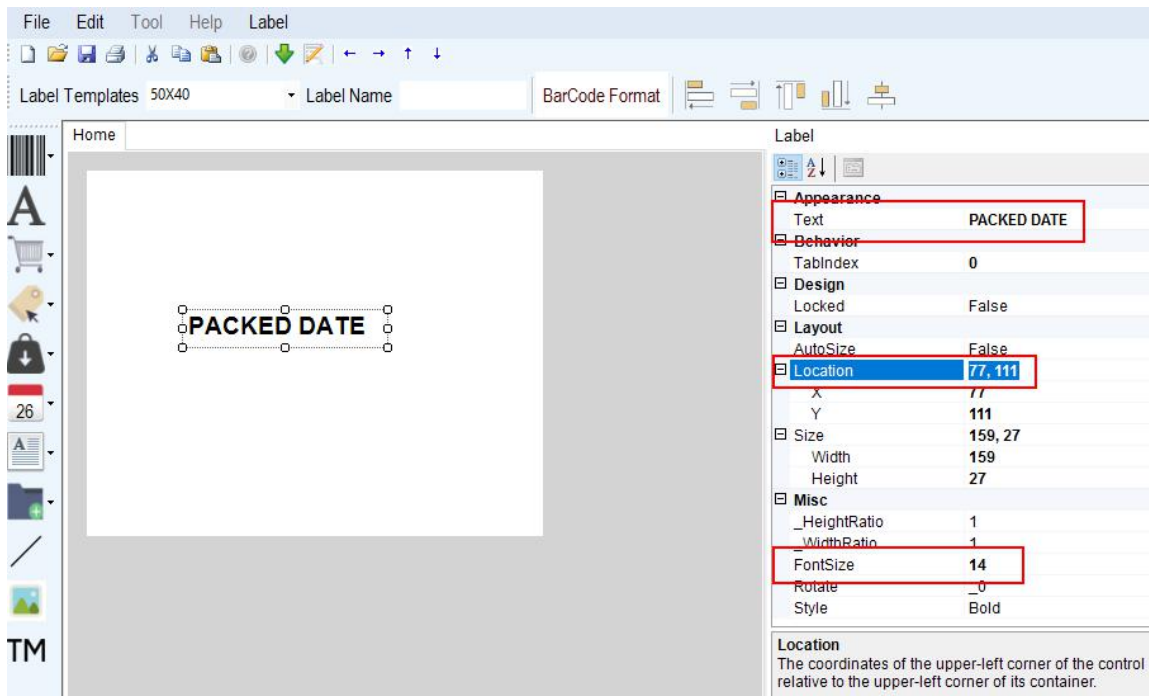 File Edit Tool Help Label
Label Templates 50X40 Label Name BarCode Format
Home
Label
Appearance
Text PACKED DATE
Behavior
TabIndex 0
Design
Locked False
Layout
AutoSize False
Location 77, 111
X 77
Y 111
Size 159, 27
Width 159
Height 27
Misc
_HeightRatio 1
_WidthRatio 1
FontSize 14
Rotate _0
Style Bold
Location
The coordinates of the upper-left corner of the control
relative to the upper-left corner of its container.
PACKED DATE
A
26
A
TM